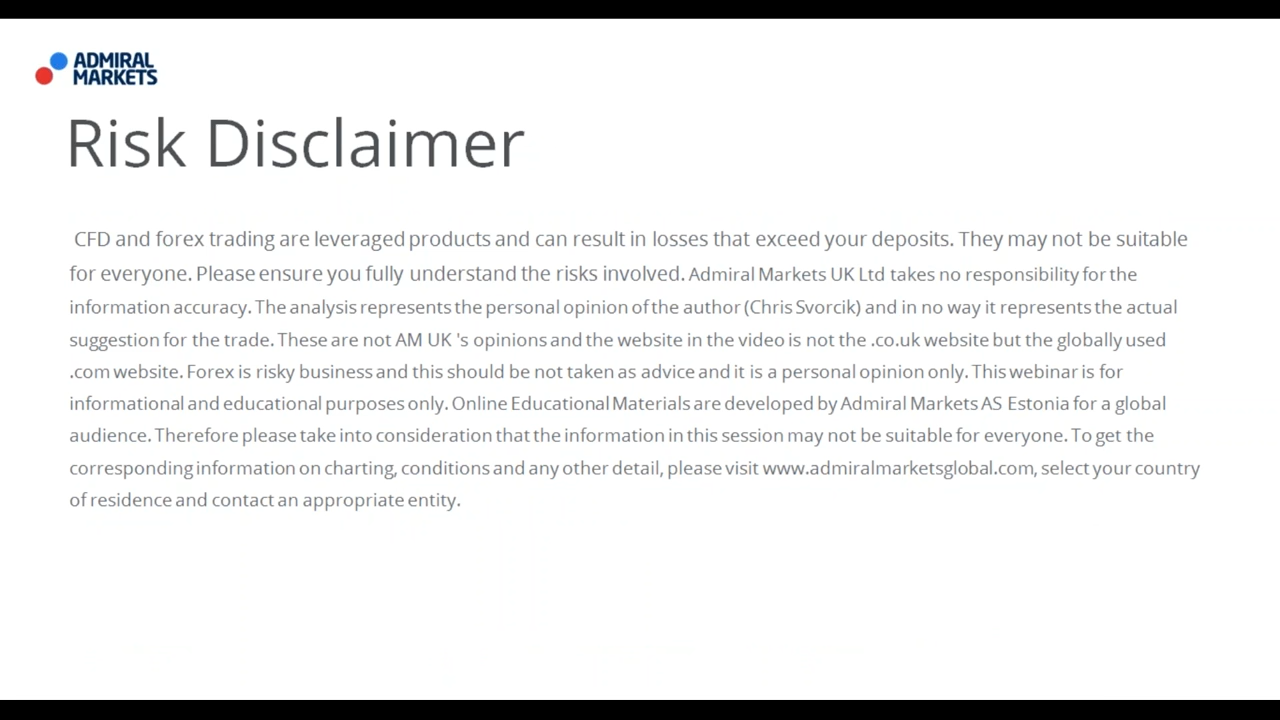 ADMIRAL
MARKETS
Risk Disclaimer
CFD and forex trading are leveraged products and can result in losses that exceed your deposits. They may not be suitable
for everyone. Please ensure you fully understand the risks involved. Admiral Markets UK Ltd takes no responsibility for the
information accuracy. The analysis represents the personal opinion of the author (Chris Svorcik) and in no way it represents the actual
suggestion for the trade. These are not AM UK 's opinions and the website in the video is not the .co.uk website but the globally used
.com website. Forex is risky business and this should be not taken as advice and it is a personal opinion only. This webinar is for
informational and educational purposes only. Online Educational Materials are developed by Admiral Markets AS Estonia for a global
audience. Therefore please take into consideration that the information in this session may not be suitable for everyone. To get the
corresponding information on charting, conditions and any other detail, please visit www.admiralmarketsglobal.com, select your country
of residence and contact an appropriate entity.